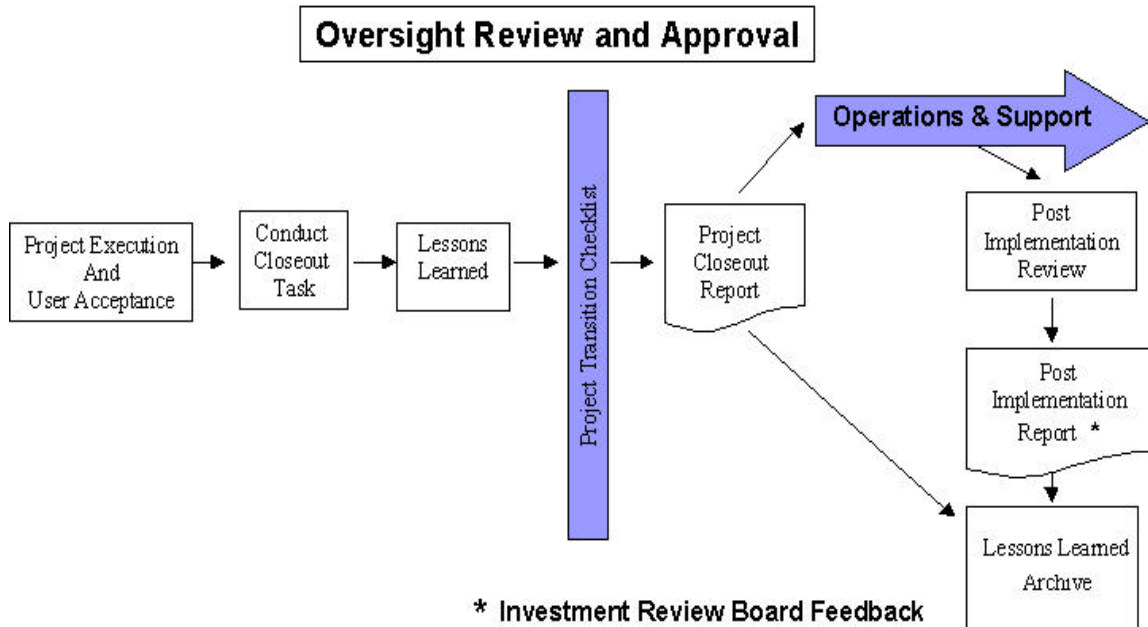 Oversight Review and Approval
Operations & Support
Project Execution
And
User Acceptance
Conduct
Closeout
Task
Lessons
Learned
Project Transition Checklist
Project
Closeout
Report
Post
Implementation
Review
Post
Implementation
Report *
Lessons Learned
Archive
* Investment Review Board Feedback